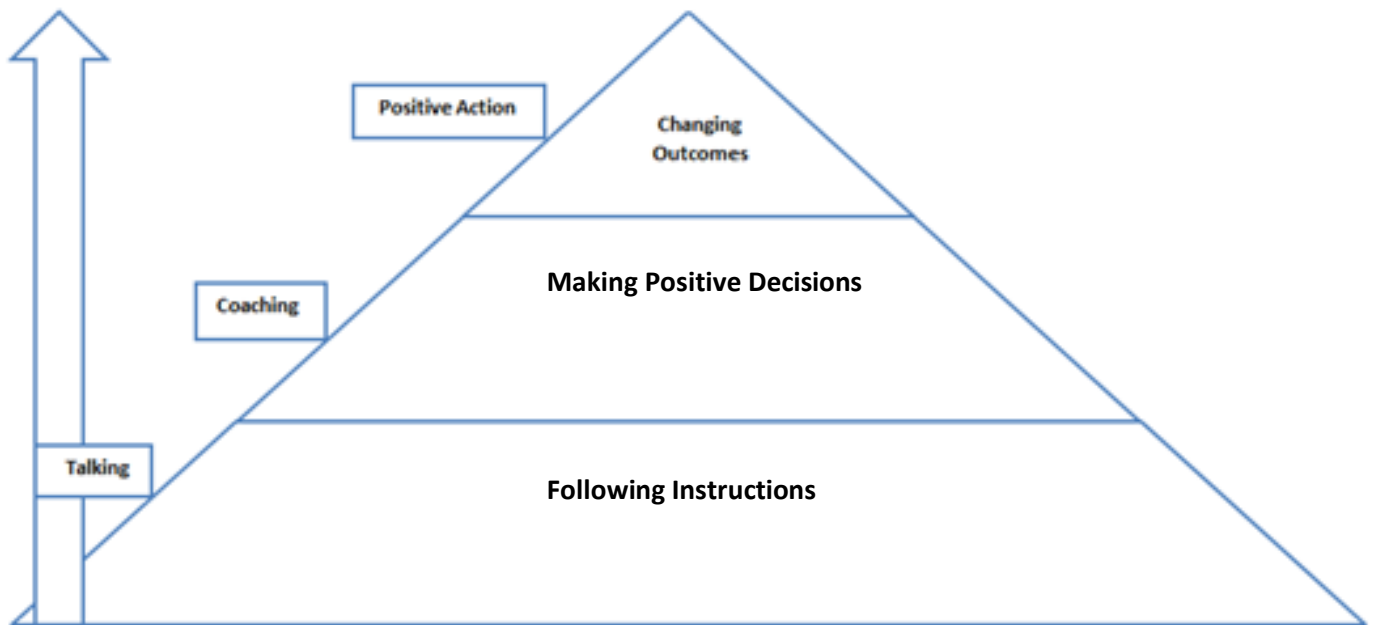 Positive Action
Changing
Outcomes
Making Positive Decisions
Coaching
Talking
Following Instructions